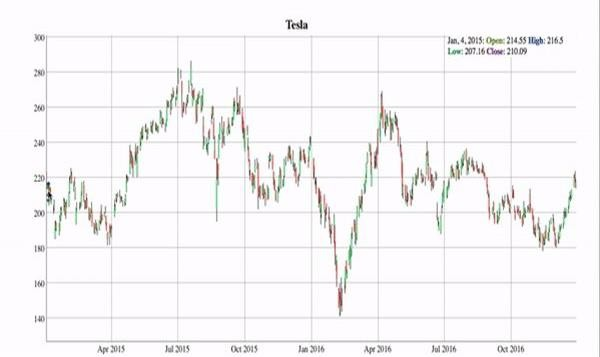 Tesla
Jan, 4, 2015: Open: 214.55 High: 216.5
Low: 207.16 Close: 210.09
300
280
260
240
220
200
180
160
140
Apr 2015 Jul 2015 Oct 2015 Jan 2016 Apr 2016 Jul 2016 Oct 2016